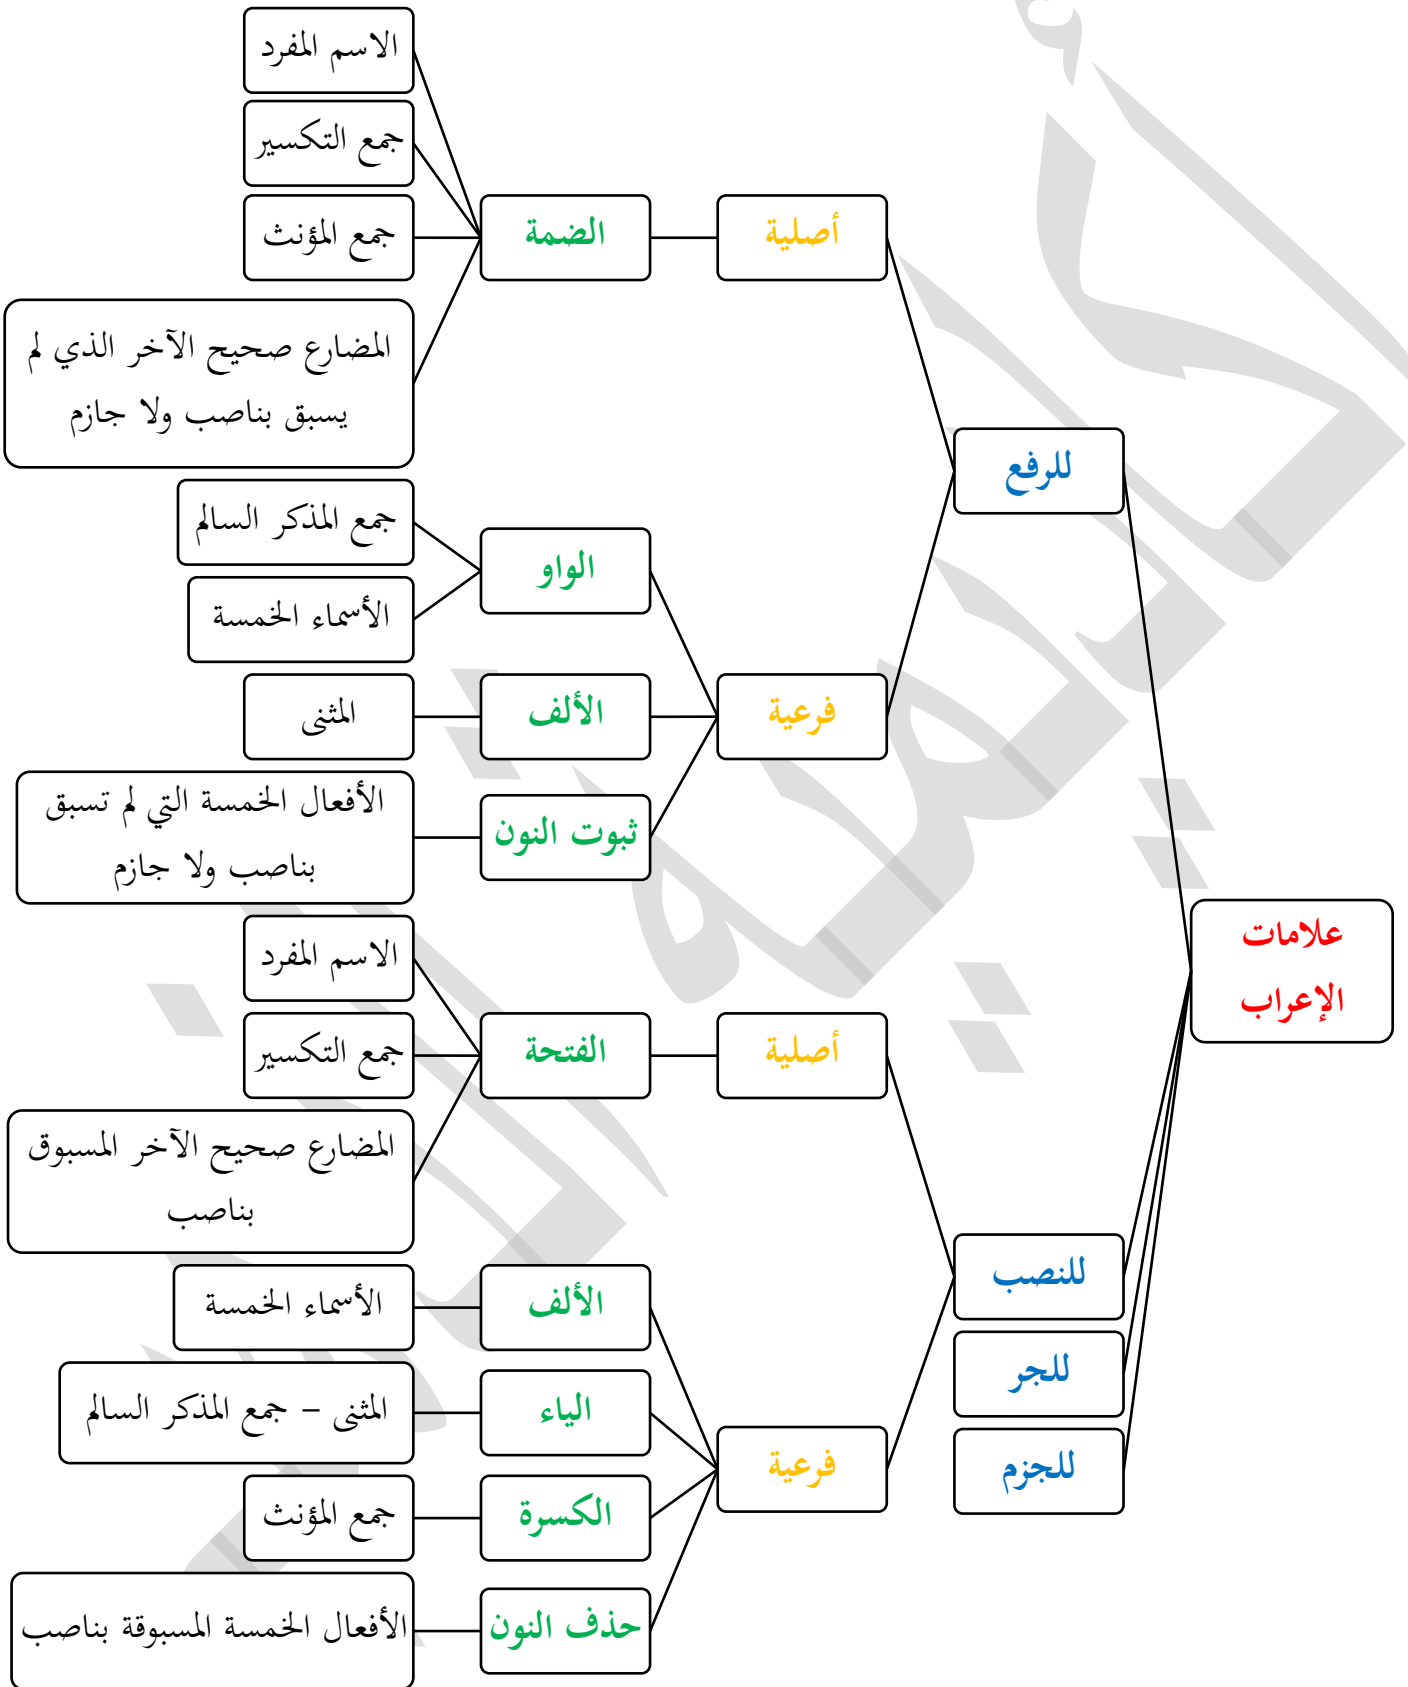 علامات
الإعراب
للرفع
أصلية
الضمة
الاسم المفرد
جمع التكسير
جمع المؤنث
المضارع صحيح الآخر الذي لم
يسبق بناصب ولا جازم
فرعية
الواو
جمع المذكر السالم
الأسماء الخمسة
الألف
المثنى
ثبوت النون
الأفعال الخمسة التي لم تسبق
بناصب ولا جازم
للنصب
أصلية
الفتحة
الاسم المفرد
جمع التكسير
المضارع صحيح الآخر المسبوق
بناصب
فرعية
الألف
الأسماء الخمسة
الياء
المثنى – جمع المذكر السالم
الكسرة
جمع المؤنث
حذف النون
الأفعال الخمسة المسبوقة بناصب
للجر
للجزم